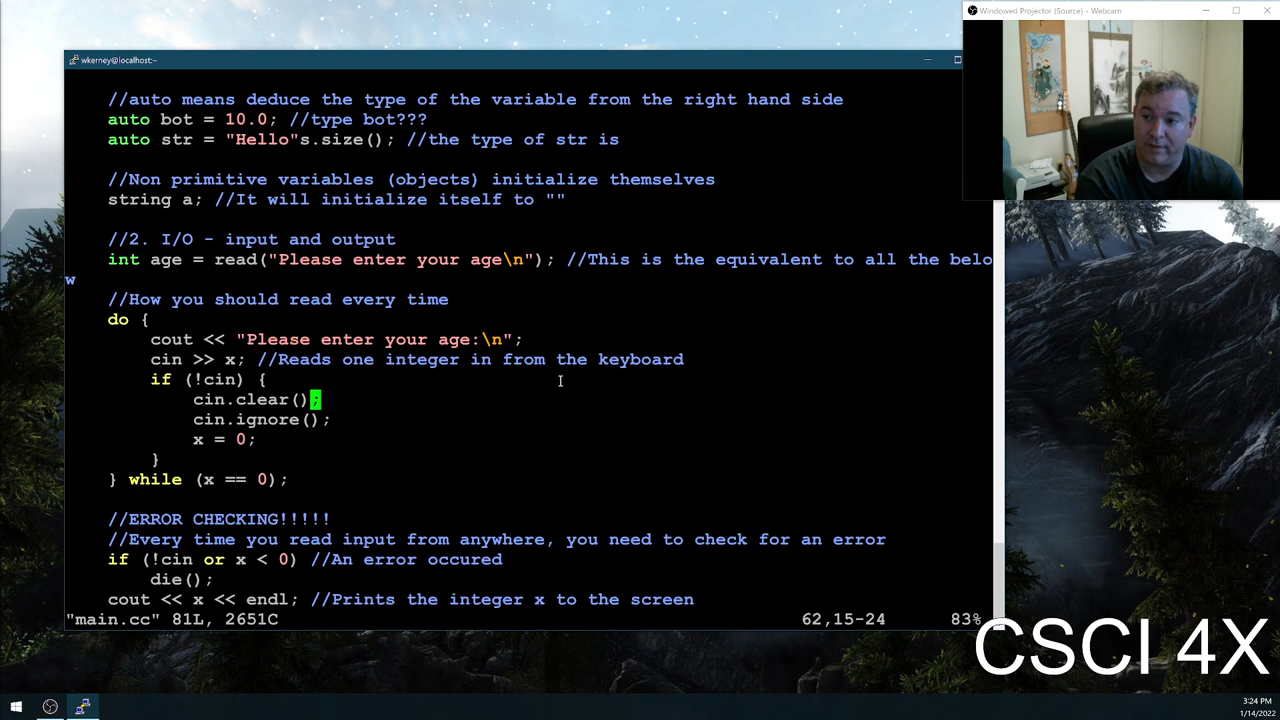 Windowed Projector (Source) - Webcam
wkerney@localhost:~
//auto means deduce the type of the variable from the right hand side
auto bot = 10.0; //type bot???
auto str = "Hello"s.size(); //the type of str is
//Non primitive variables (objects) initialize themselves
string a; //It will initialize itself to ""
//2. I/O - input and output
int age = read("Please enter your age\n"); //This is the equivalent to all the belo
w
//How you should read every time
do {
cout << "Please enter your age:\n";
cin >> x; //Reads one integer in from the keyboard
if (!cin) {
cin.clear();
cin.ignore();
x = 0;
}
} while (x == 0);
//ERROR CHECKING!!!!!
//Every time you read input from anywhere, you need to check for an error
if (!cin or x < 0) //An error occured
die();
cout << x << endl; //Prints the integer x to the screen
"main.cc" 81L, 2651C 62,15-24 83%
CSCI 4X
3:24 PM
1/14/2022